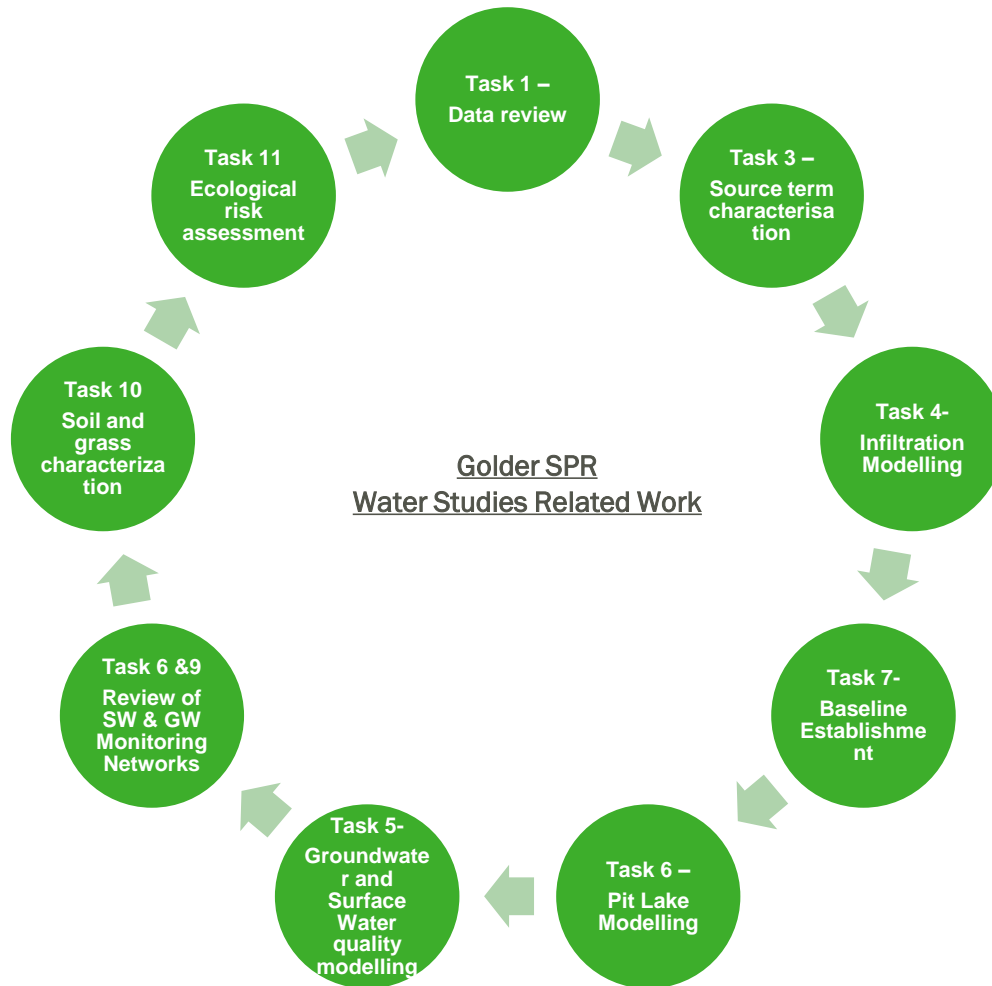 Task 1 –
Data review
Task 3 –
Source term
characterisa
tion
Task 4-
Infiltration
Modelling
Task 7-
Baseline
Establishme
nt
Task 6 –
Pit Lake
Modelling
Task 5-
Groundwate
r and
Surface
Water
quality
modelling
Task 6 &9
Review of
SW & GW
Monitoring
Networks
Task 10
Soil and
grass
characteriza
tion
Task 11
Ecological
risk
assessment
Golder SPR
Water Studies Related Work